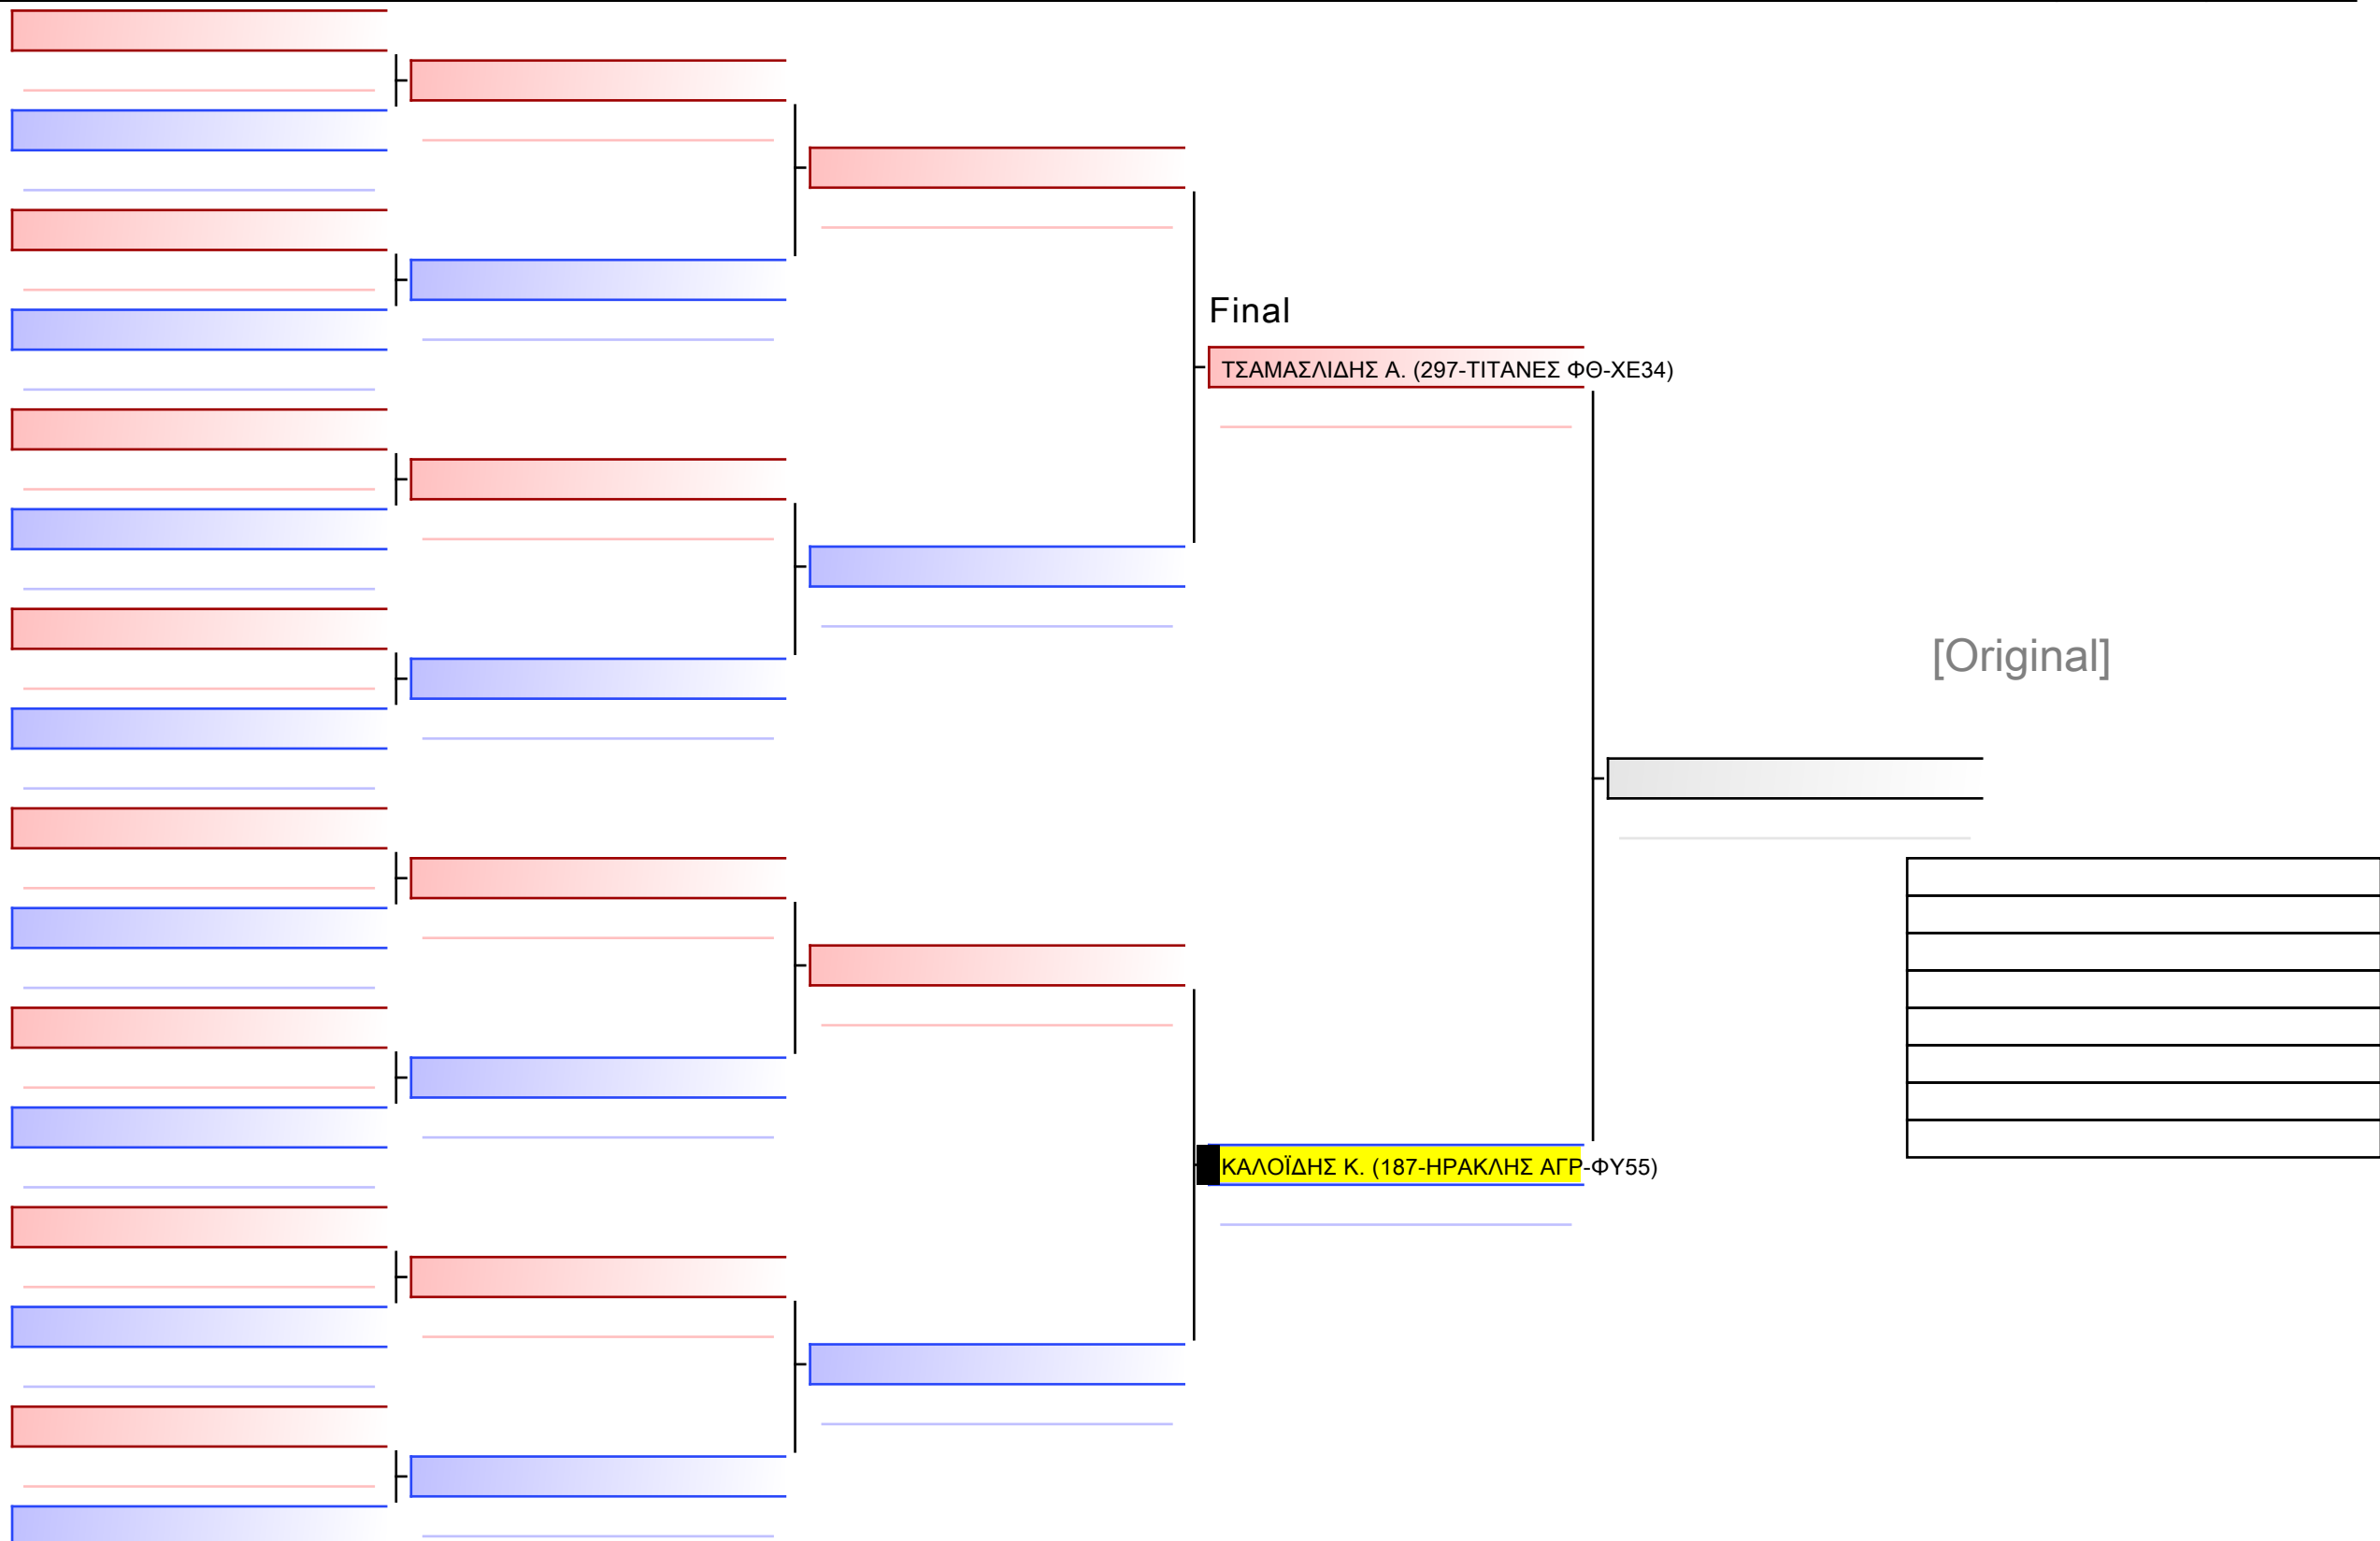 Final
ΤΣΑΜΑΣΛΙΔΗΣ Α. (297-ΤΙΤΑΝΕΣ ΦΘ-ΧΕ34)
[Original]
ΚΑΛΟΪΔΗΣ Κ. (187-ΗΡΑΚΛΗΣ ΑΓΡ-ΦΥ55)